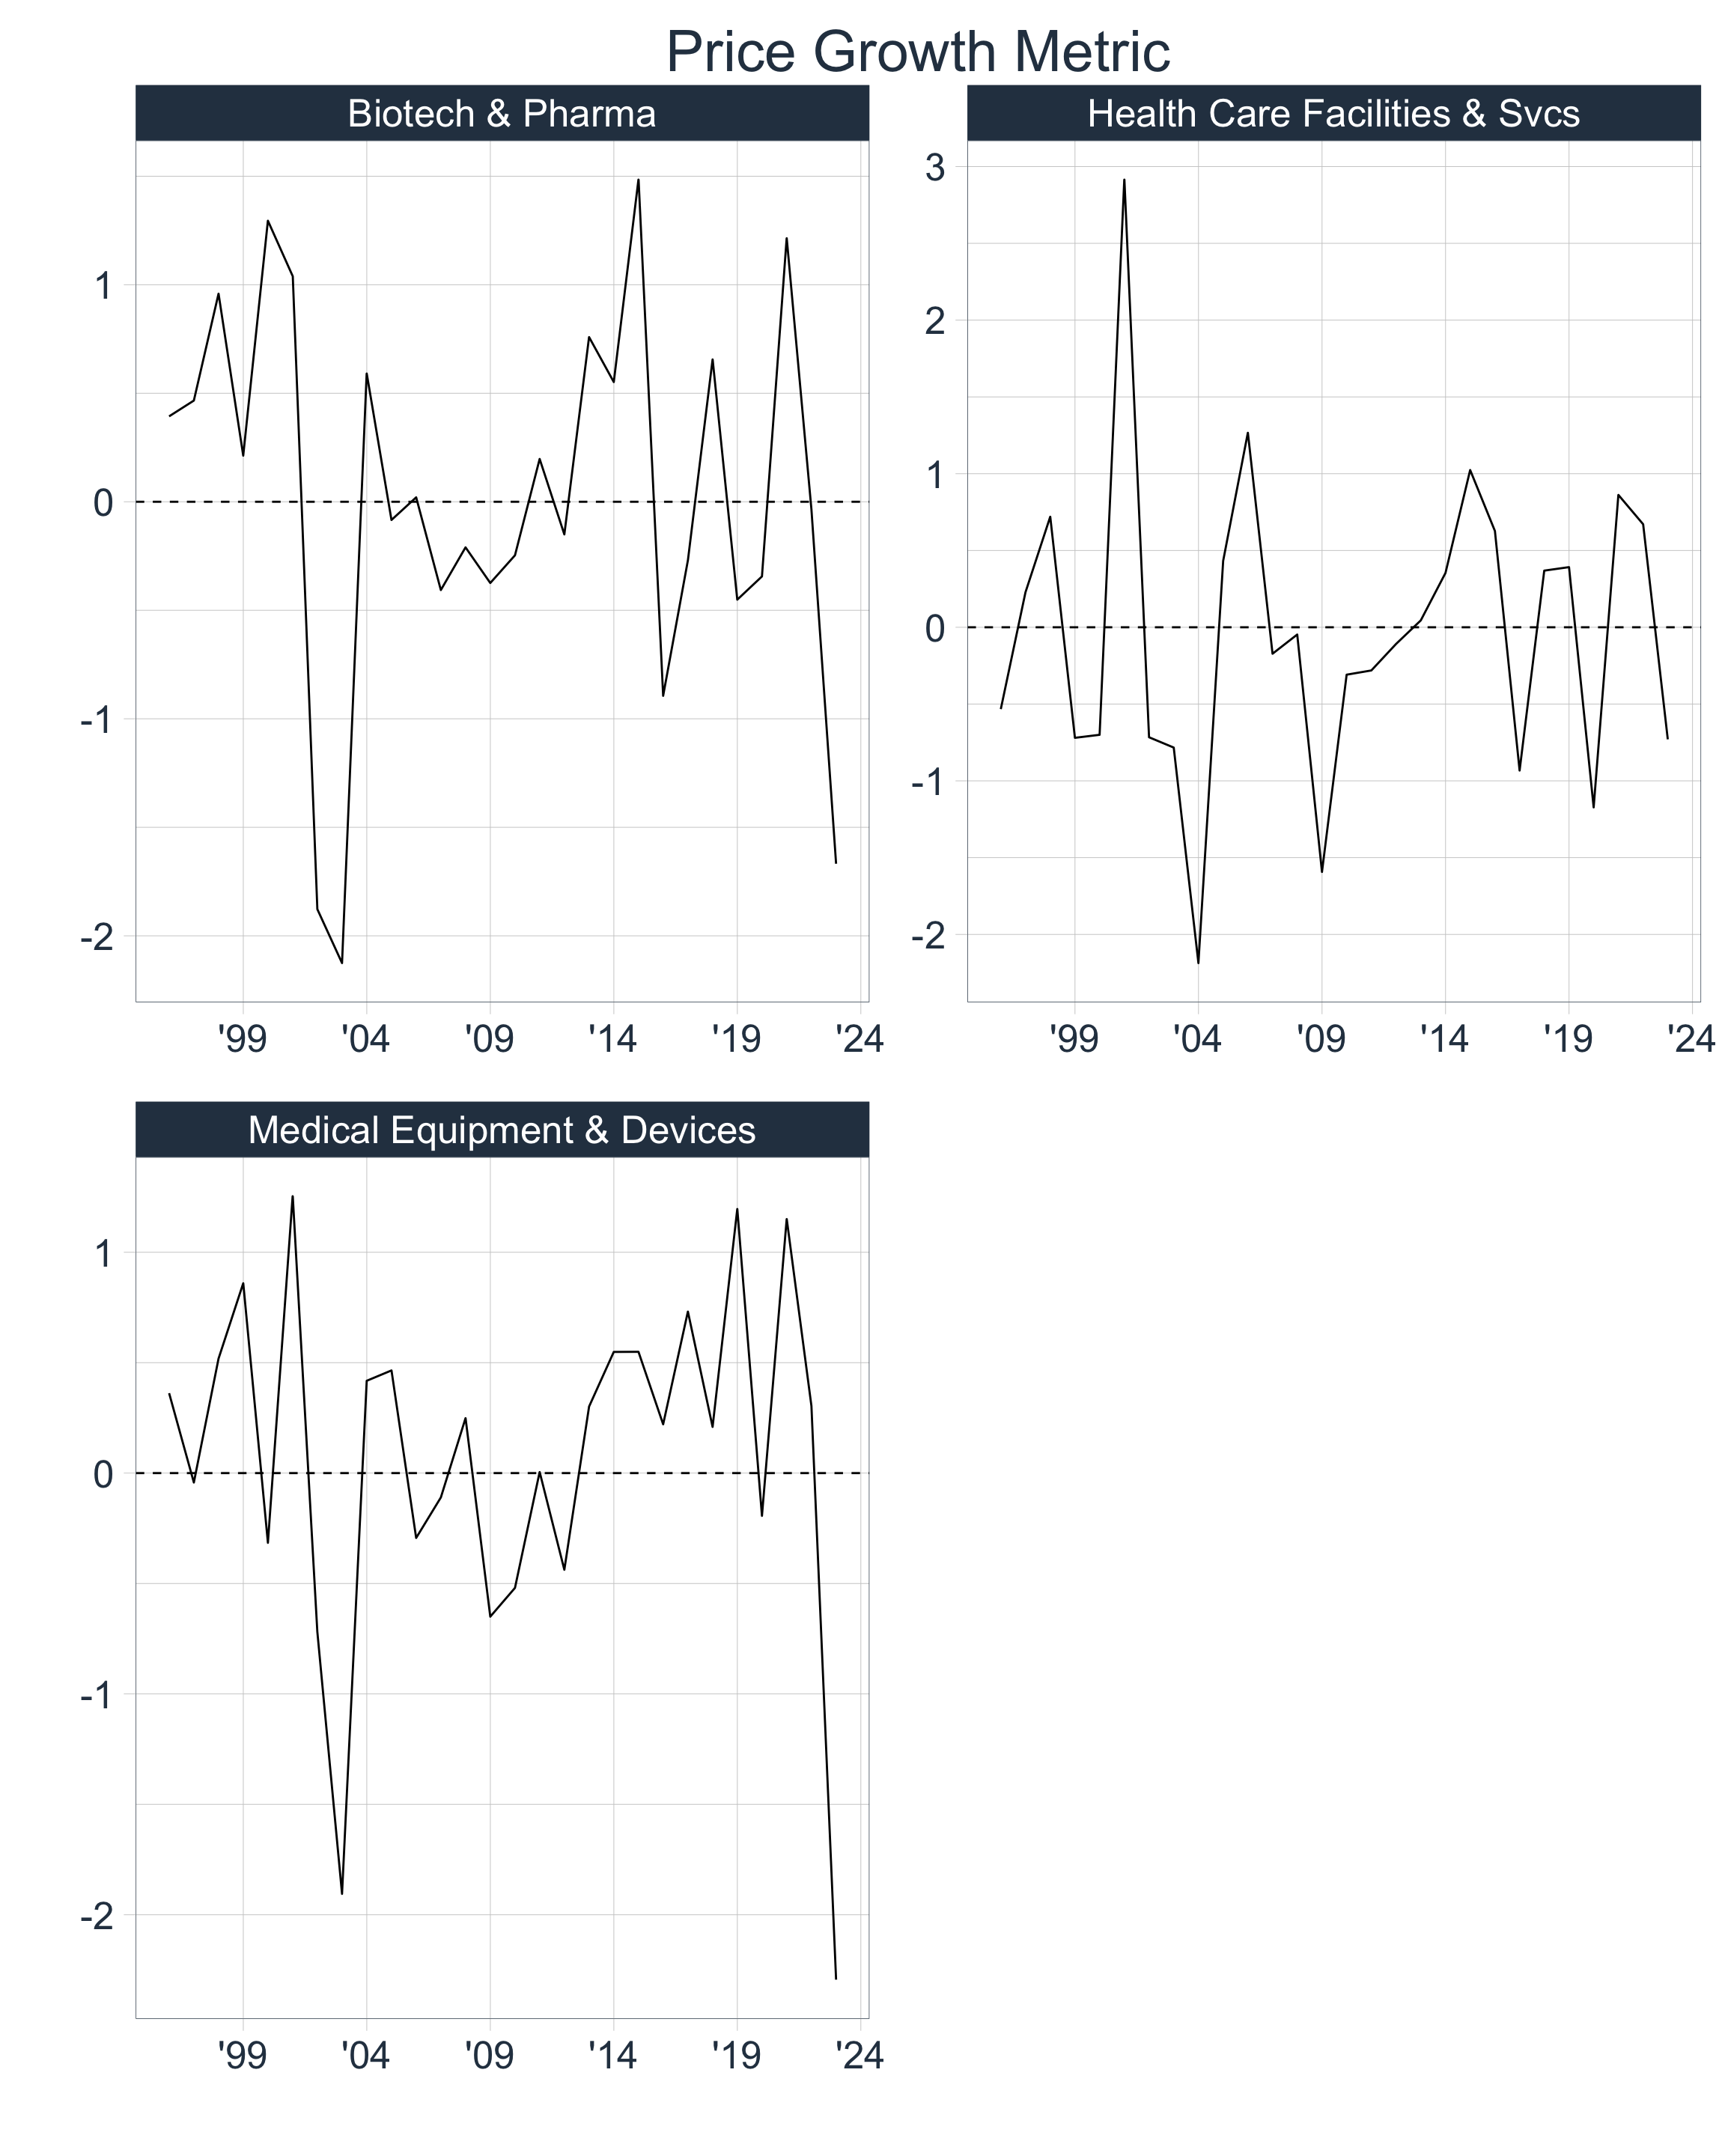 Price Growth Metric
Biotech & Pharma
1
0
-1
-2
'99 '04 '09 '14 '19 '24
Health Care Facilities & Svcs
3
2
1
0
-1
-2
'99 '04 '09 '14 '19 '24
Medical Equipment & Devices
1
0
-1
-2
'99 '04 '09 '14 '19 '24